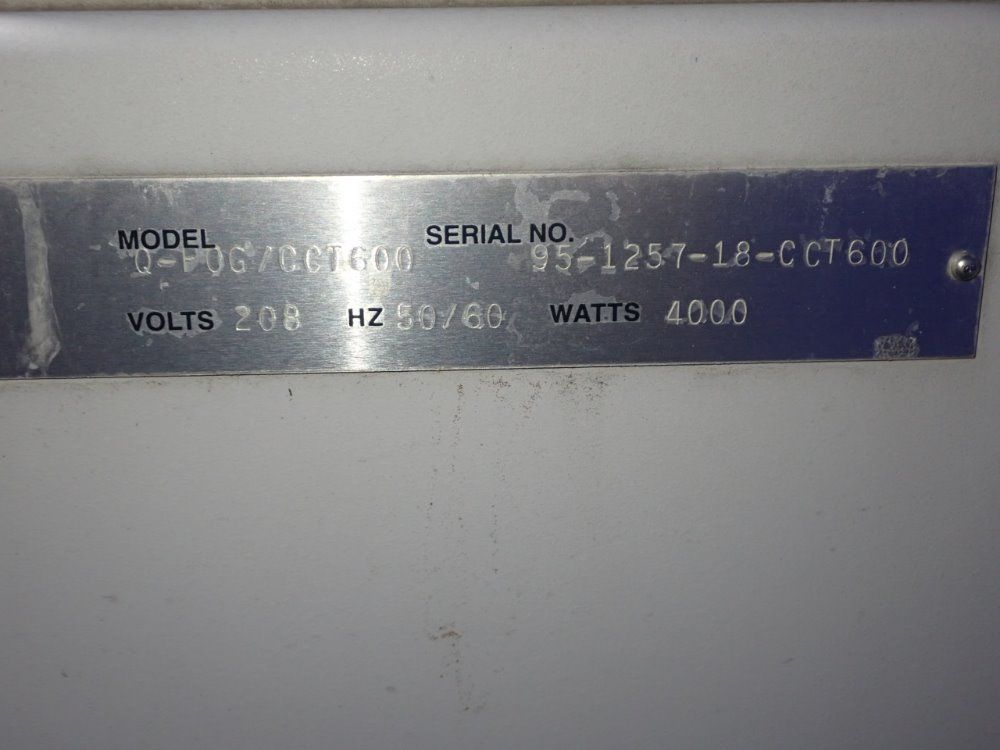 MODEL Q-FOG/CCT600 SERIAL NO. 95-1257-18-CCT600
VOLTS 208 HZ 50/60 WATTS 4000